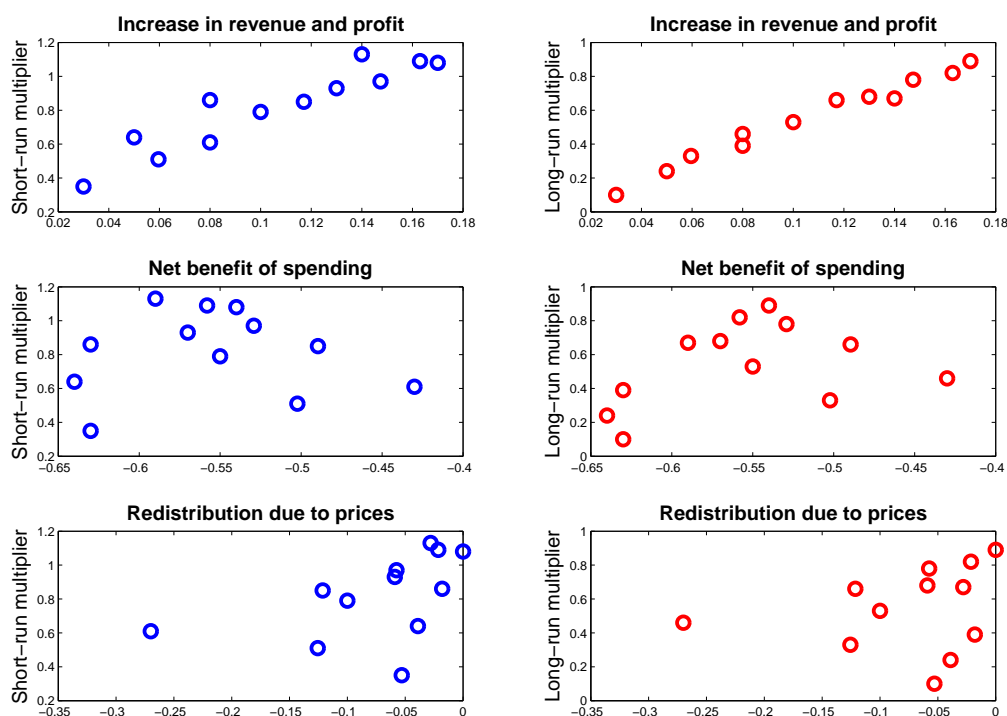 Increase in revenue and profit
Short−run multiplier
1.2
1
0.8
0.6
0.4
0.2
0.02 0.04 0.06 0.08 0.1 0.12 0.14 0.16 0.18
Increase in revenue and profit
Long−run multiplier
1
0.8
0.6
0.4
0.2
0
0.02 0.04 0.06 0.08 0.1 0.12 0.14 0.16 0.18
Net benefit of spending
Short−run multiplier
1.2
1
0.8
0.6
0.4
0.2
−0.65 −0.6 −0.55 −0.5 −0.45 −0.4
Net benefit of spending
Long−run multiplier
1
0.8
0.6
0.4
0.2
0
−0.65 −0.6 −0.55 −0.5 −0.45 −0.4
Redistribution due to prices
Short−run multiplier
1.2
1
0.8
0.6
0.4
0.2
−0.35 −0.3 −0.25 −0.2 −0.15 −0.1 −0.05 0
Redistribution due to prices
Long−run multiplier
1
0.8
0.6
0.4
0.2
0
−0.35 −0.3 −0.25 −0.2 −0.15 −0.1 −0.05 0